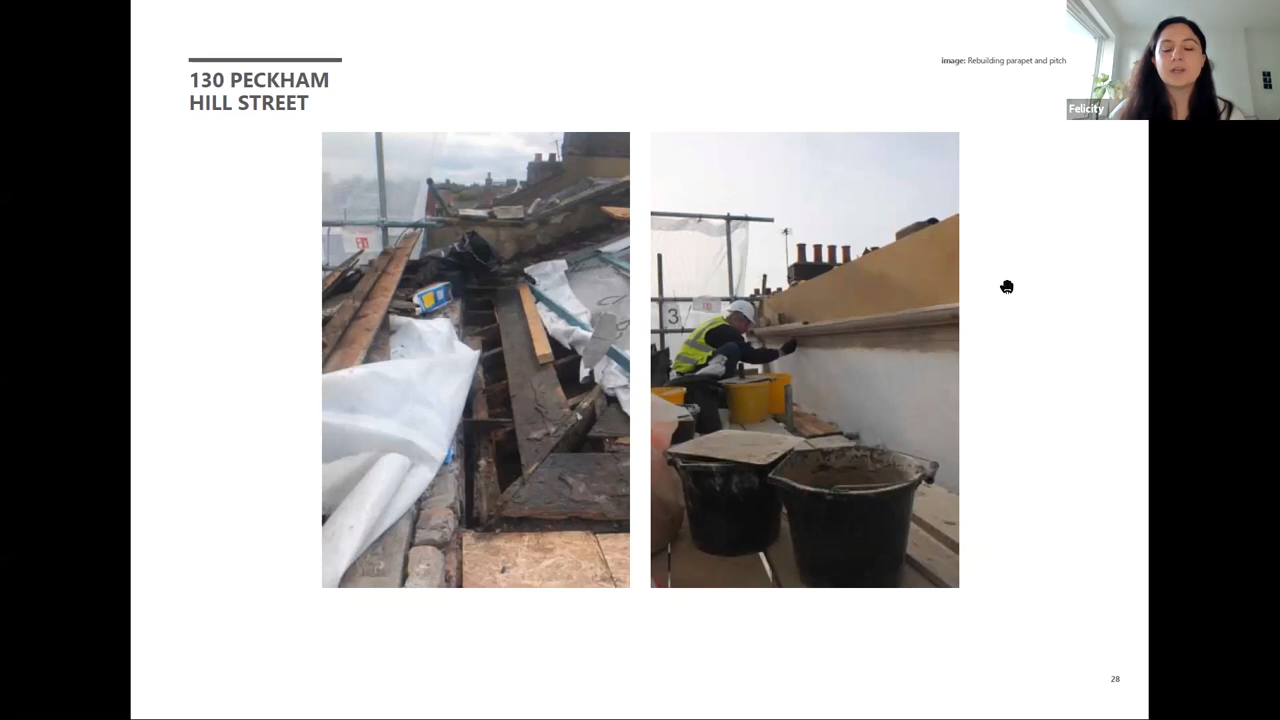 130 PECKHAM
HILL STREET
image: Rebuilding parapet and pitch
Felicity
3
28